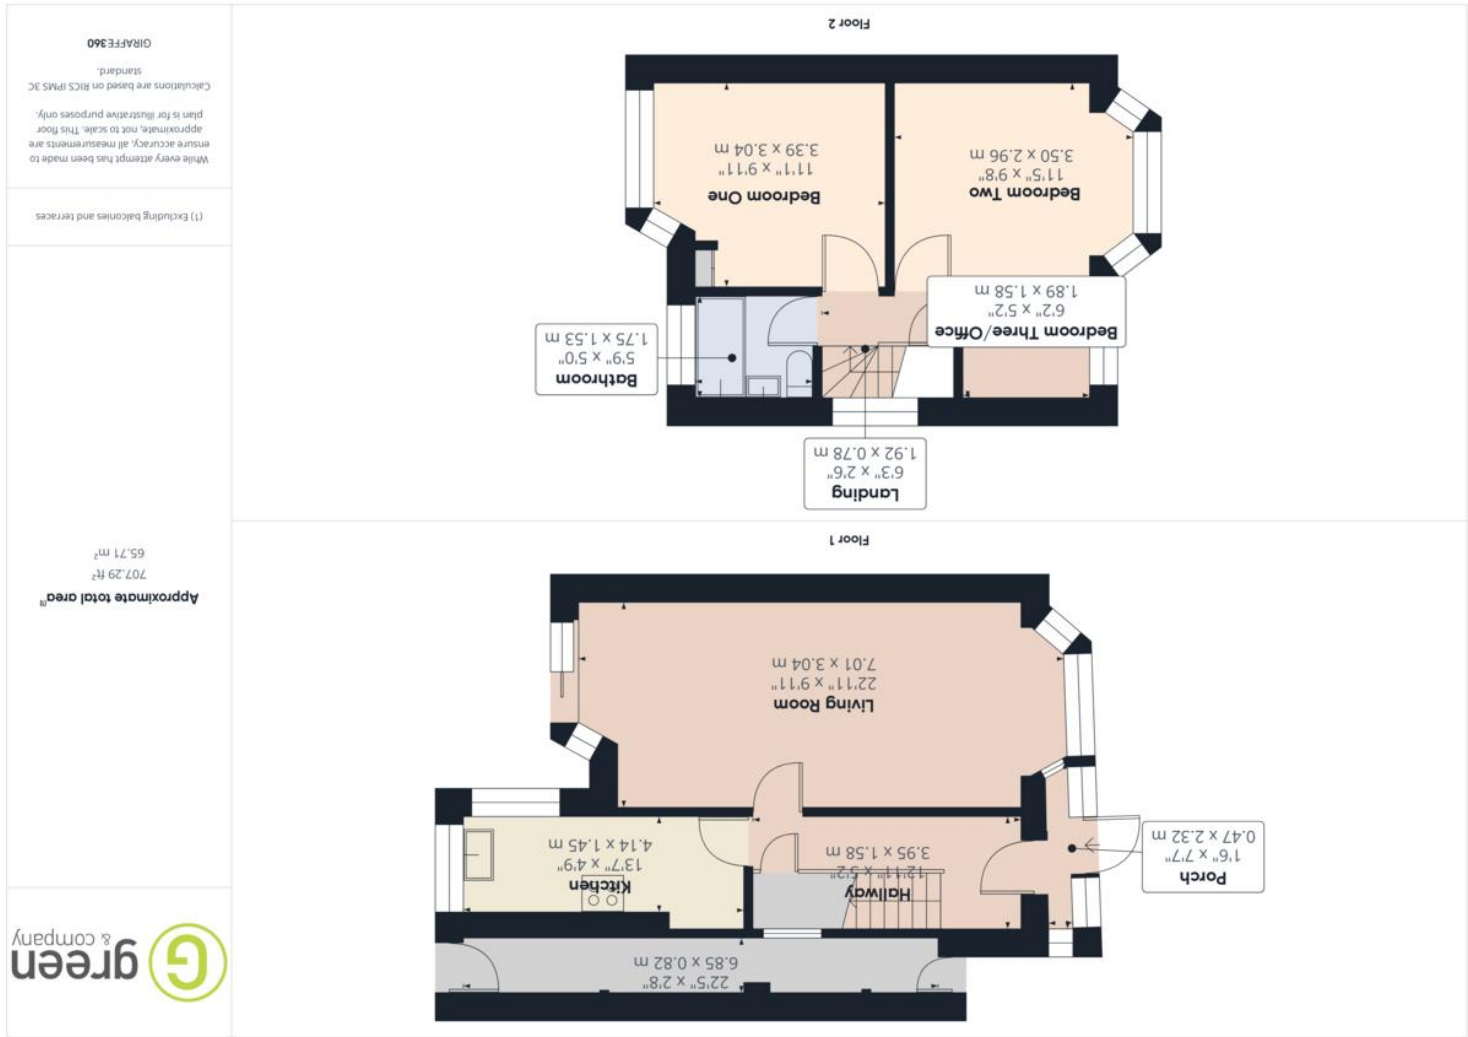 green
& company
Porch
1'6" x 7'7"
0.47 x 2.32 m
Hallway
12'11" x 5'2"
3.95 x 1.58 m
Kitchen
13'7" x 4'9"
4.14 x 1.45 m
22'5" x 2'8"
6.85 x 0.82 m
Living Room
22'11" x 9'11"
7.01 x 3.04 m
Floor 1
Landing
6'3" x 2'6"
1.92 x 0.78 m
Bathroom
5'9" x 5'0"
1.75 x 1.53 m
Bedroom Three/Office
6'2" x 5'2"
1.89 x 1.58 m
Bedroom Two
11'5" x 9'8"
3.50 x 2.96 m
Bedroom One
11'1" x 9'11"
3.39 x 3.04 m
Floor 2
Approximate total area(1)
707.29 ft²
65.71 m²
(1) Excluding balconies and terraces
While every attempt has been made to
ensure accuracy, all measurements are
approximate, not to scale. This floor
plan is for illustrative purposes only.
Calculations are based on RICS IPMS 3C
standard.
GIRAFFE360